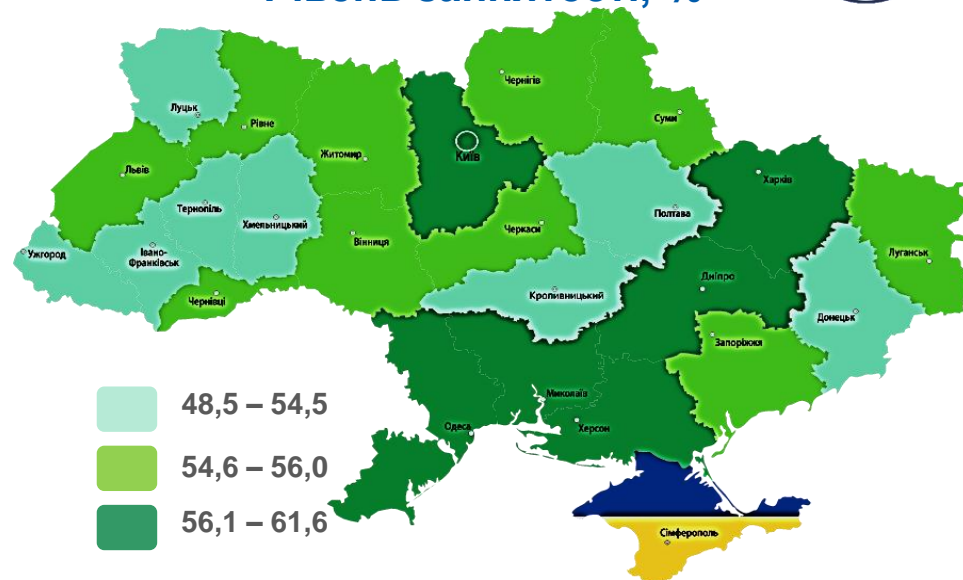 Чернігів
Луцьк
Рівне
Суми
Житомир
Київ
Львів
Харків
Тернопіль
Хмельницький
Полтава
Вінниця
Черкаси
Ужгород
Івано-
Франківськ
Луганськ
Дніпро
Чернівці
Кропивницький
Донецьк
Запоріжжя
Миколаїв
Одеса
Херсон
48,5 – 54,5
54,6 – 56,0
56,1 – 61,6
Сімферополь